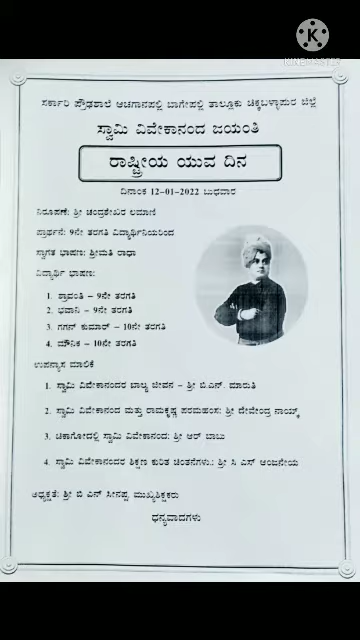 KINEMASTER
ಸರ್ಕಾರಿ ಪ್ರೌಢಶಾಲೆ ಆಚಗಾನಪಲ್ಲಿ ಬಾಗೇಪಲ್ಲಿ ತಾಲ್ಲೂಕು ಚಿಕ್ಕಬಳ್ಳಾಪುರ ಜಿಲ್ಲೆ
ಸ್ವಾಮಿ ವಿವೇಕಾನಂದ ಜಯಂತಿ
ರಾಷ್ಟ್ರೀಯ ಯುವ ದಿನ
ದಿನಾಂಕ 12-01-2022 ಬುಧವಾರ
ನಿರೂಪಣೆ: ಶ್ರೀ ಚಂದ್ರಶೇಖರ ಲಮಾಣಿ
ಪ್ರಾರ್ಥನೆ: 9ನೇ ತರಗತಿ ವಿದ್ಯಾರ್ಥಿನಿಯರಿಂದ
ಸ್ವಾಗತ ಭಾಷಣ: ಶ್ರೀಮತಿ ರಾಧಾ
ವಿದ್ಯಾರ್ಥಿ ಭಾಷಣ:
1. ಶ್ರಾವಂತಿ – 9ನೇ ತರಗತಿ
2. ಭವಾನಿ – 9ನೇ ತರಗತಿ
3. ಗಗನ್ ಕುಮಾರ್ – 10ನೇ ತರಗತಿ
4. ಮೌನಿಕ – 10ನೇ ತರಗತಿ
ಉಪನ್ಯಾಸ ಮಾಲಿಕೆ
1. ಸ್ವಾಮಿ ವಿವೇಕಾನಂದರ ಬಾಲ್ಯ ಜೀವನ – ಶ್ರೀ ಬಿ.ಎನ್. ಮಾರುತಿ
2. ಸ್ವಾಮಿ ವಿವೇಕಾನಂದ ಮತ್ತು ರಾಮಕೃಷ್ಣ ಪರಮಹಂಸ: ಶ್ರೀ ದೇವೇಂದ್ರ ನಾಯ್ಕ್
3. ಚಿಕಾಗೋದಲ್ಲಿ ಸ್ವಾಮಿ ವಿವೇಕಾನಂದ: ಶ್ರೀ ಆರ್ ಬಾಬು
4. ಸ್ವಾಮಿ ವಿವೇಕಾನಂದರ ಶಿಕ್ಷಣ ಕುರಿತ ಚಿಂತನೆಗಳು.: ಶ್ರೀ ಸಿ ಎಸ್ ಆಂಜನೇಯ
ಅಧ್ಯಕ್ಷತೆ: ಶ್ರೀ ಬಿ ಎನ್ ಸೀನಪ್ಪ ಮುಖ್ಯಶಿಕ್ಷಕರು
ಧನ್ಯವಾದಗಳು